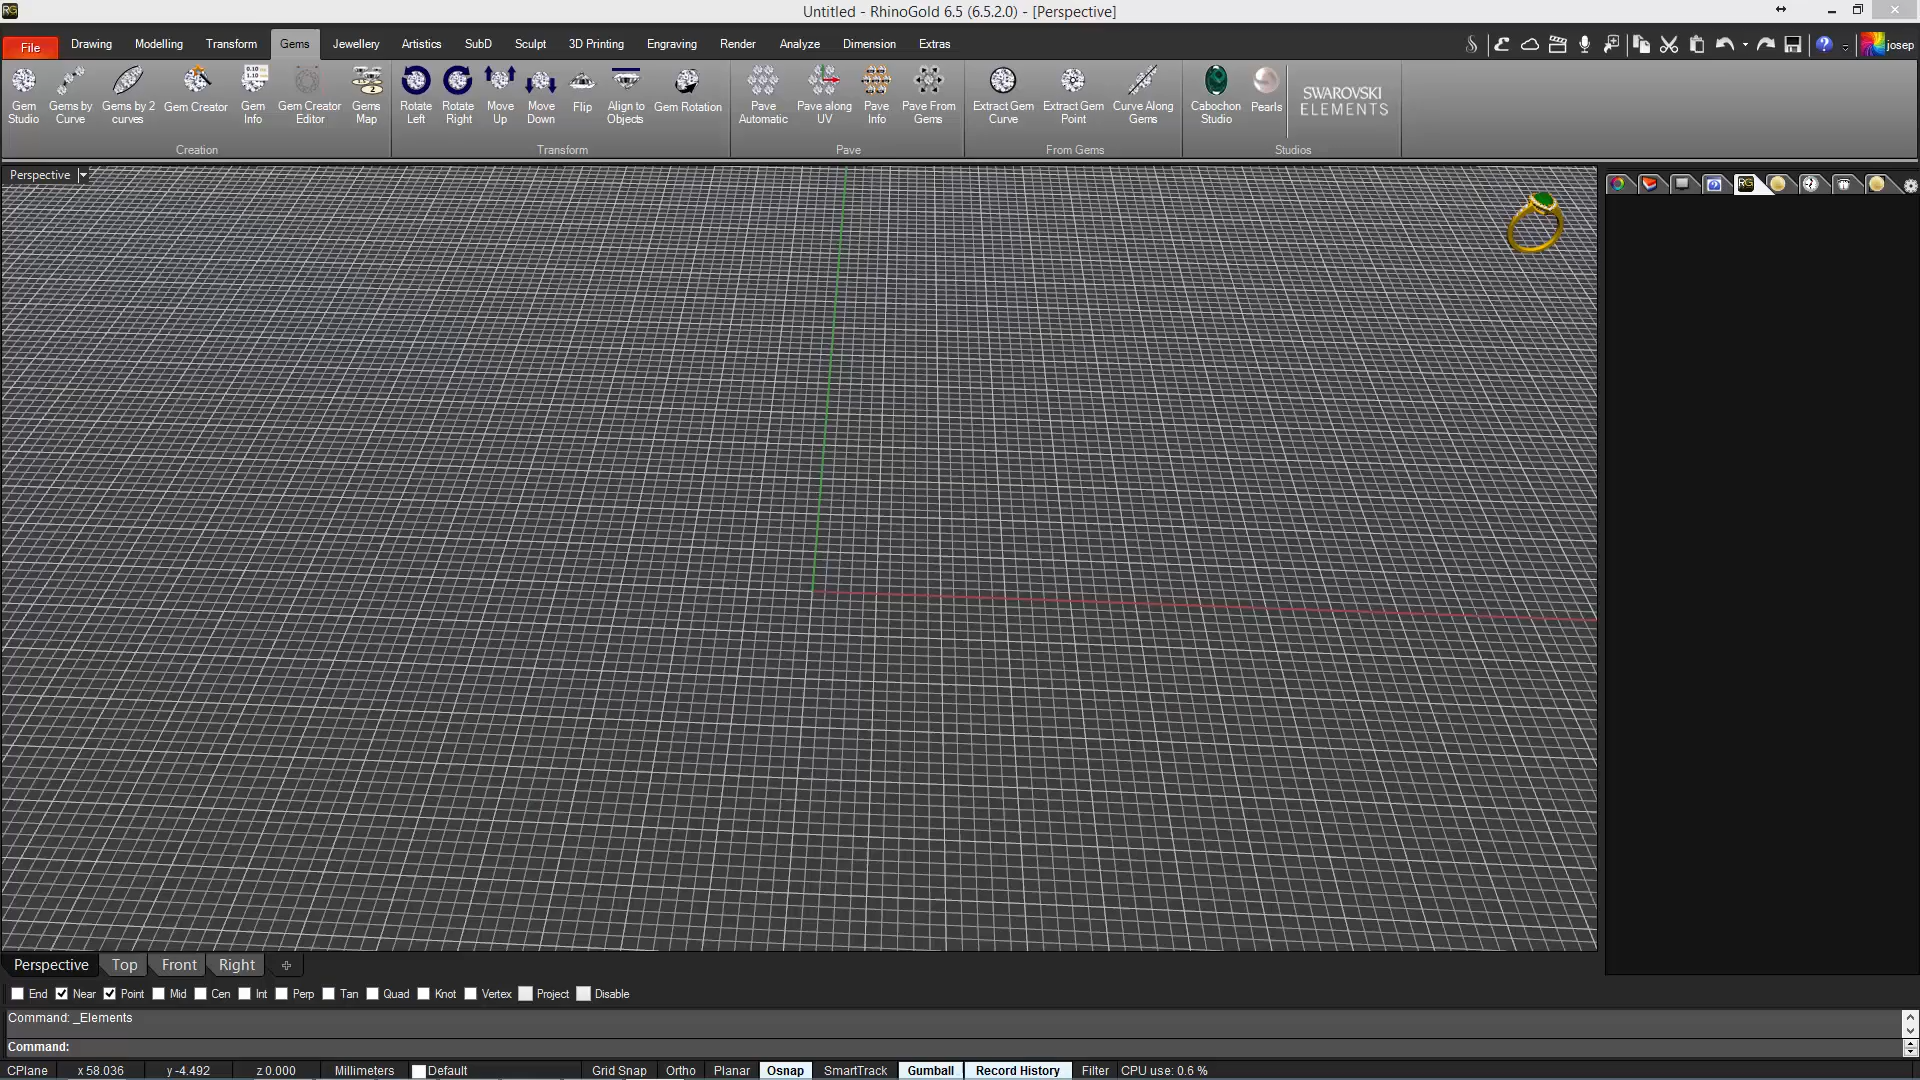 Untitled - RhinoGold 6.5 (6.5.2.0) - [Perspective]
File Drawing Modelling Transform Gems Jewellery Artistics SubD Sculpt 3D Printing Engraving Render Analyze Dimension Extras josep
Gem Studio
Gems by Curve
Gems by 2 curves
Gem Creator
Gem Info
Gem Creator Editor
Gems Map
Rotate Left
Rotate Right
Move Up
Move Down
Flip
Align to Objects
Gem Rotation
Pave Automatic
Pave along UV
Pave Info
Pave From Gems
Extract Gem Curve
Extract Gem Point
Curve Along Gems
Cabochon Studio
Pearls
SWAROVSKI
ELEMENTS
Creation Transform Pave From Gems Studios
Perspective
Perspective Top Front Right
End Near Point Mid Cen Int Perp Tan Quad Knot Vertex Project Disable
Command: _Elements
Command:
CPlane x 58.036 y -4.492 z 0.000 Millimeters Default Grid Snap Ortho Planar Osnap SmartTrack Gumball Record History Filter CPU use: 0.6 %